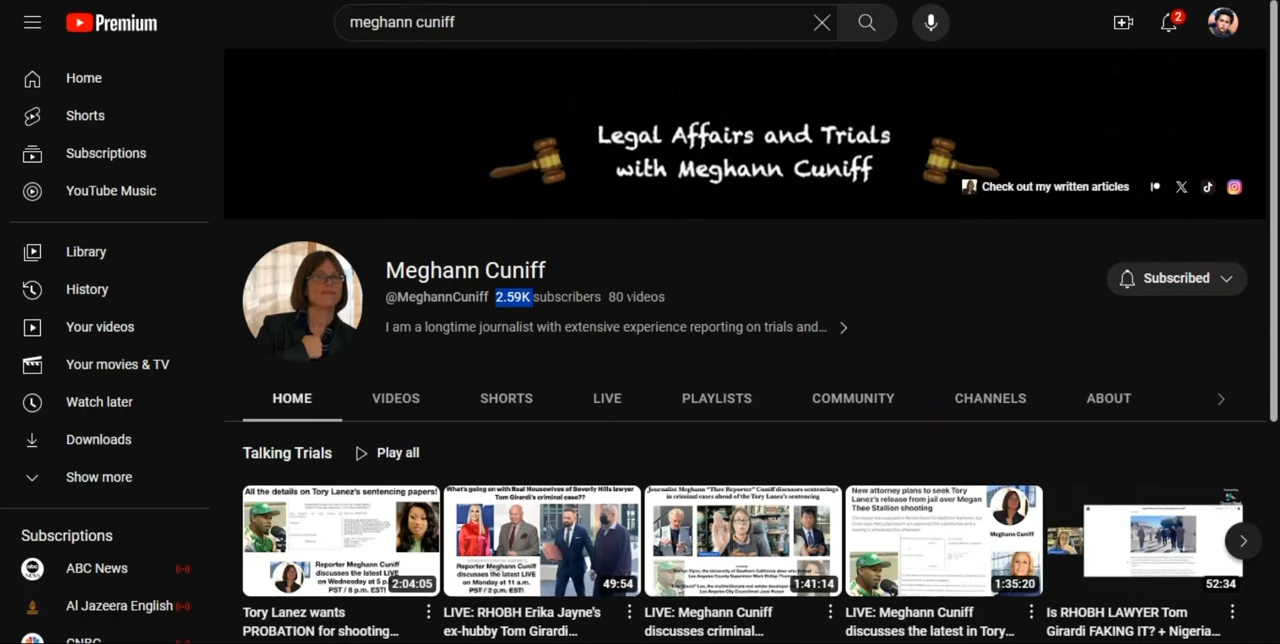 Premium
meghann cuniff
2
Home
Shorts
Subscriptions
YouTube Music
Library
History
Your videos
Your movies & TV
Watch later
Downloads
Show more
Subscriptions
ABC News
Al Jazeera English
CNBC
Legal Affairs and Trials
with Meghann Cuniff
Check out my written articles
Meghann Cuniff
@MeghannCuniff 2.59K subscribers 80 videos
I am a longtime journalist with extensive experience reporting on trials and...
Subscribed
HOME VIDEOS SHORTS LIVE PLAYLISTS COMMUNITY CHANNELS ABOUT
Talking Trials Play all
All the details on Tory Lanez's sentencing papers!
Reporter Meghann Cuniff
discusses the latest LIVE
on Wednesday at 5 p.
PST / 8 p.m. EST!
2:04:05
Tory Lanez wants
PROBATION for shooting...
What's going on with Real Housewives of Beverly Hills lawyer
Tom Girardi's criminal case??
Reporter Meghann Cuniff
discusses the latest LIVE
on Monday at 11 a.m.
PST / 2 p.m. EST!
49:54
LIVE: RHOBH Erika Jayne's
ex-hubby Tom Girardi...
Journalist Meghann "Thee Reporter" Cuniff discusses sentencings
in criminal cases ahead of the Tory Lanez's sentencing
1:41:14
LIVE: Meghann Cuniff
discusses criminal...
New attorney plans to seek Tory
Lanez's release from jail over Megan
Thee Stallion shooting
Meghann Cuniff
1:35:20
LIVE: Meghann Cuniff
discusses the latest in Tory...
52:34
Is RHOBH LAWYER Tom
Girardi FAKING IT? + Nigeria...